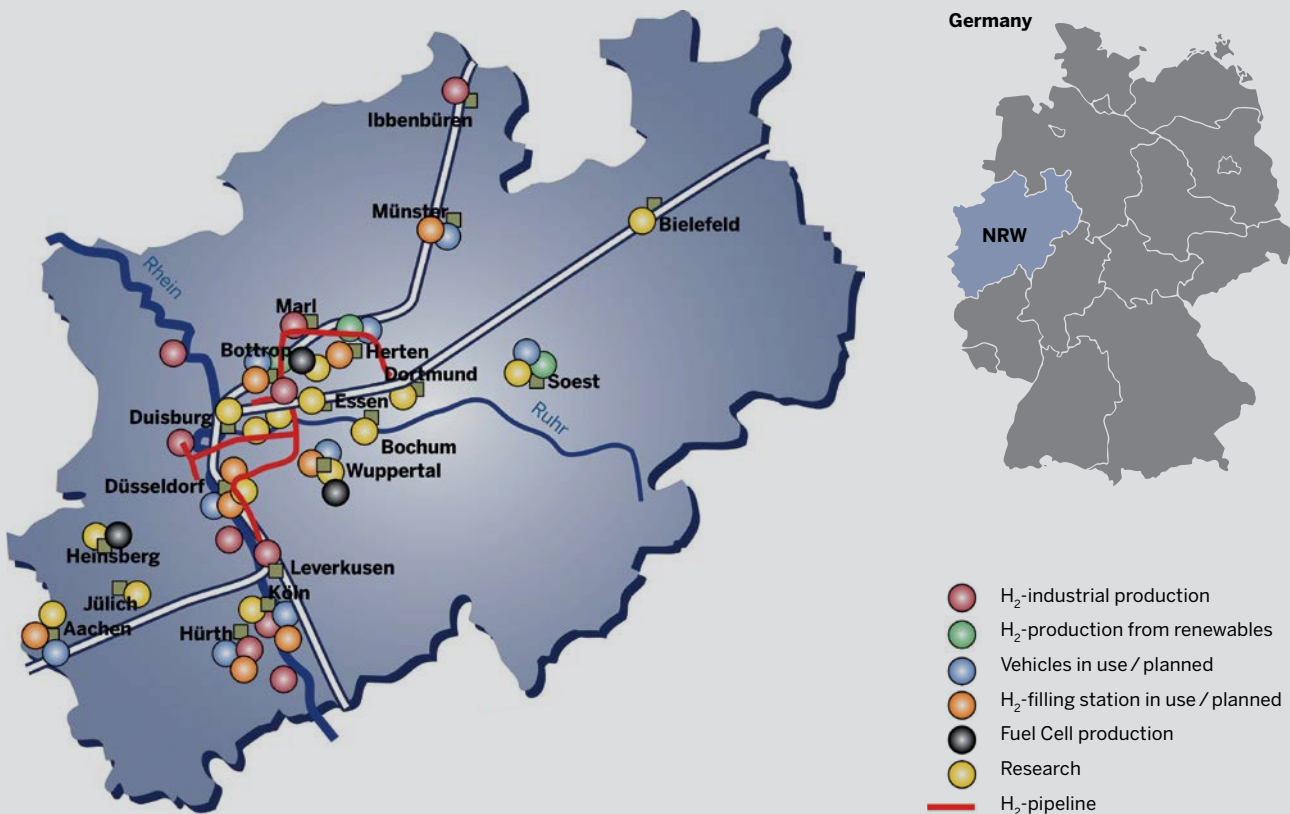 Germany
NRW
Ibbenbüren
Münster
Bielefeld
Rhein
Marl
Bottrop
Herten
Dortmund
Soest
Duisburg
Essen
Ruhr
Bochum
Wuppertal
Düsseldorf
Heinsberg
Leverkusen
Jülich
Köln
Aachen
Hürth
H₂-industrial production
H₂-production from renewables
Vehicles in use / planned
H₂-filling station in use / planned
Fuel Cell production
Research
H₂-pipeline